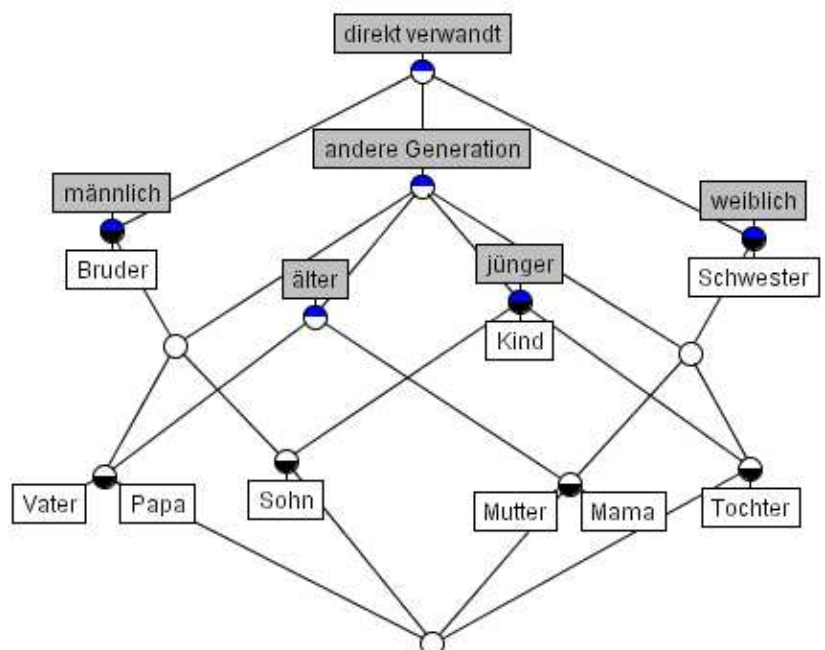 direkt verwandt
andere Generation
männlich
weiblich
Bruder
älter
jünger
Schwester
Kind
Vater
Papa
Sohn
Mutter
Mama
Tochter